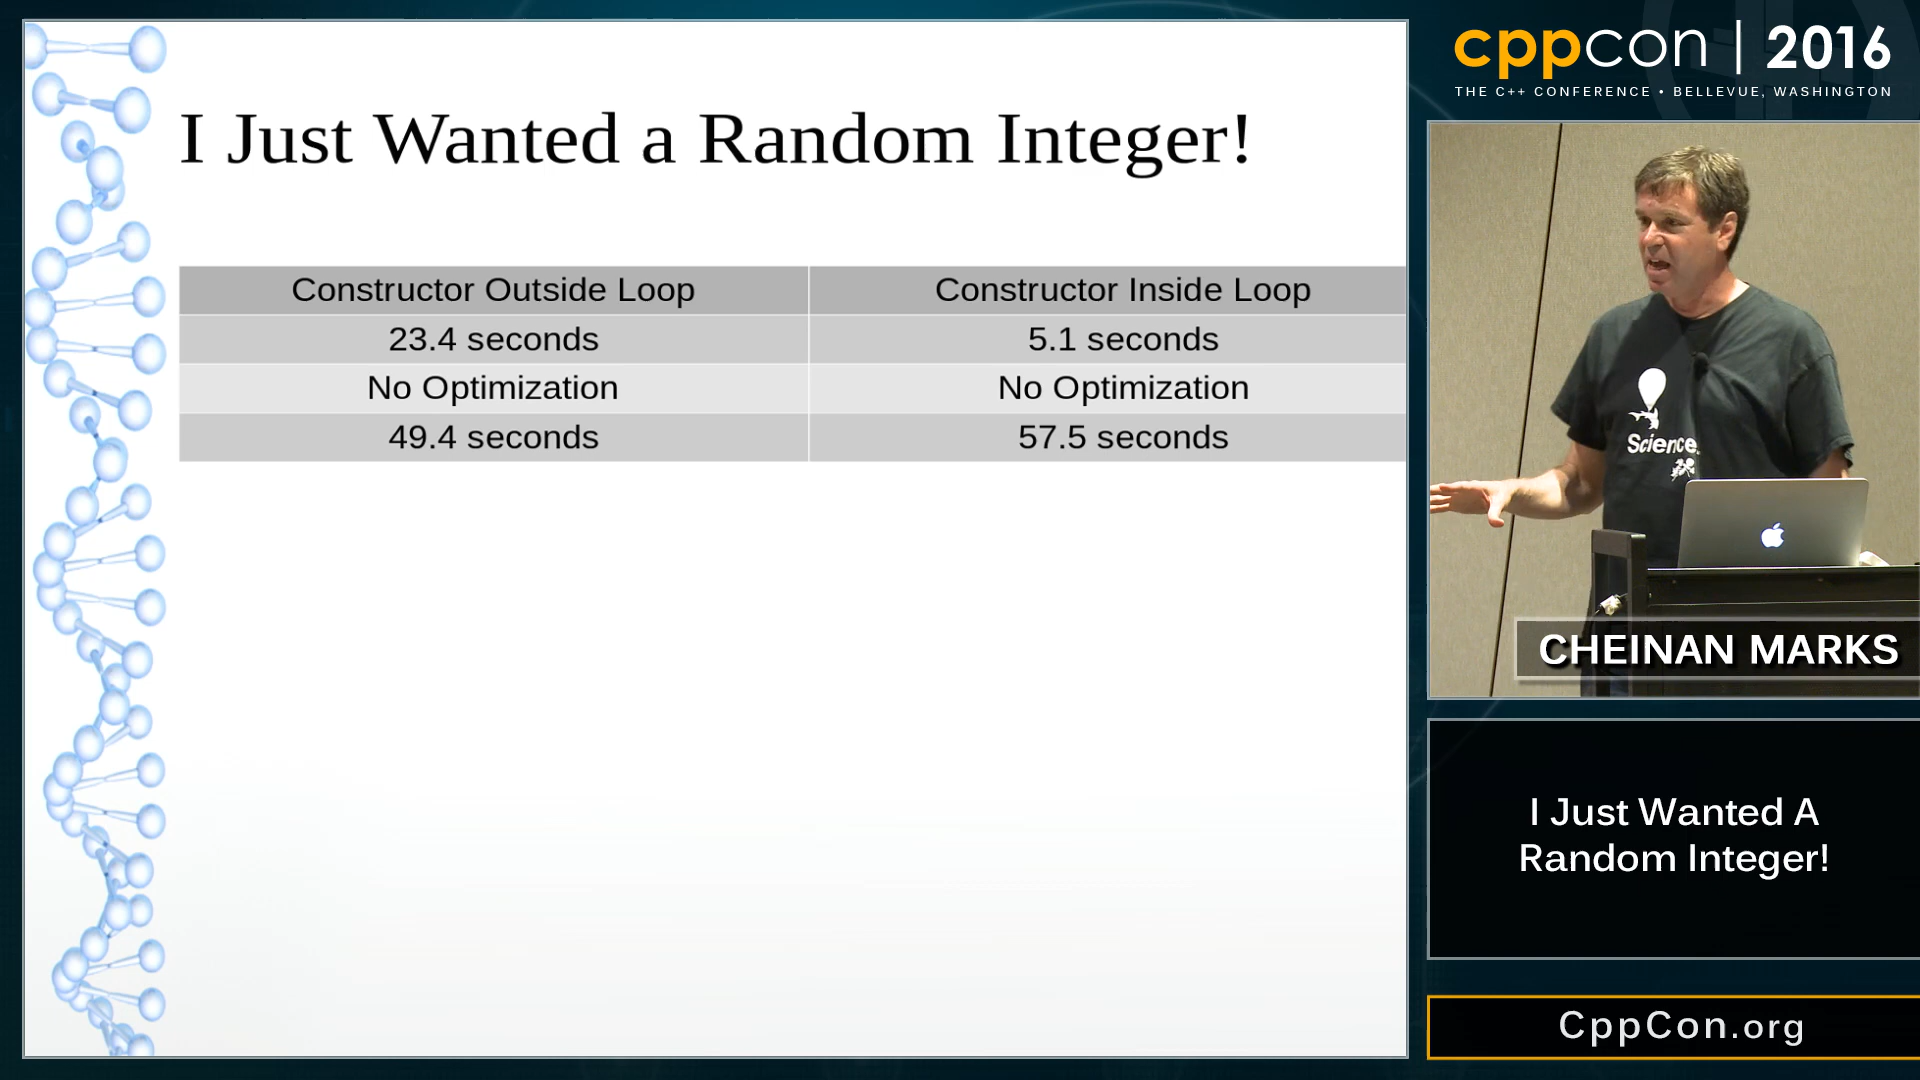 I Just Wanted a Random Integer!
Constructor Outside Loop Constructor Inside Loop
23.4 seconds 5.1 seconds
No Optimization No Optimization
49.4 seconds 57.5 seconds
cppcon | 2016
THE C++ CONFERENCE • BELLEVUE, WASHINGTON
Science.
CHEINAN MARKS
I Just Wanted A
Random Integer!
CppCon.org